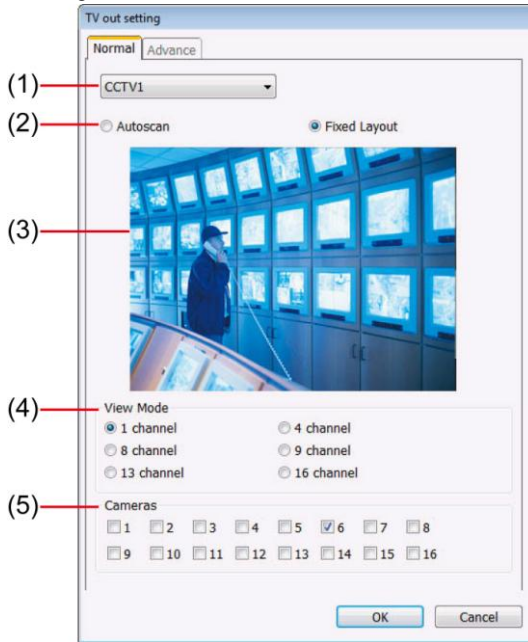 TV out setting
Normal Advance
(1) CCTV1
(2) Autoscan Fixed Layout
(3)
(4) View Mode
1 channel 4 channel
8 channel 9 channel
13 channel 16 channel
(5) Cameras
1 2 3 4 5 6 7 8
9 10 11 12 13 14 15 16
OK Cancel